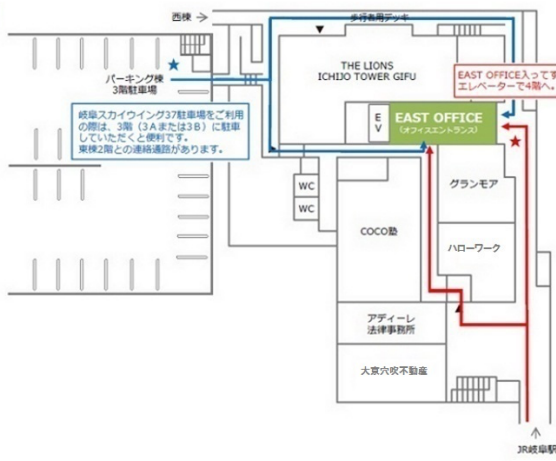 西棟
歩行者用デッキ
THE LIONS
ICHIJO TOWER GIFU
パーキング棟
3階駐車場
EAST OFFICE入ってす
エレベーターで4階へ。
岐阜スカイウイング37駐車場をご利用
の際は、3階（3Aまたは3B）に駐車
していただくと便利です。
東棟2階との連絡通路があります。
E
V
EAST OFFICE
（オフィスエントランス）
WC
WC
グランモア
COCO塾
ハローワーク
アディーレ
法律事務所
大京穴吹不動産
JR岐阜駅